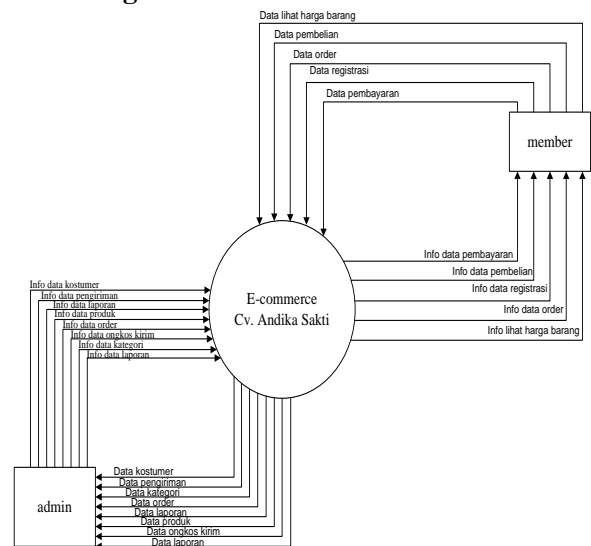 Data lihat harga barang
Data pembelian
Data order
Data registrasi
Data pembayaran
member
Info data pembayaran
Info data pembelian
Info data registrasi
Info data order
Info lihat harga barang
E-commerce
Cv. Andika Sakti
Info data kostumer
Info data pengiriman
Info data laporan
Info data produk
Info data order
Info data ongkos kirim
Info data kategori
Info data laporan
admin
Data kostumer
Data pengiriman
Data kategori
Data order
Data laporan
Data produk
Data ongkos kirim
Data laporan